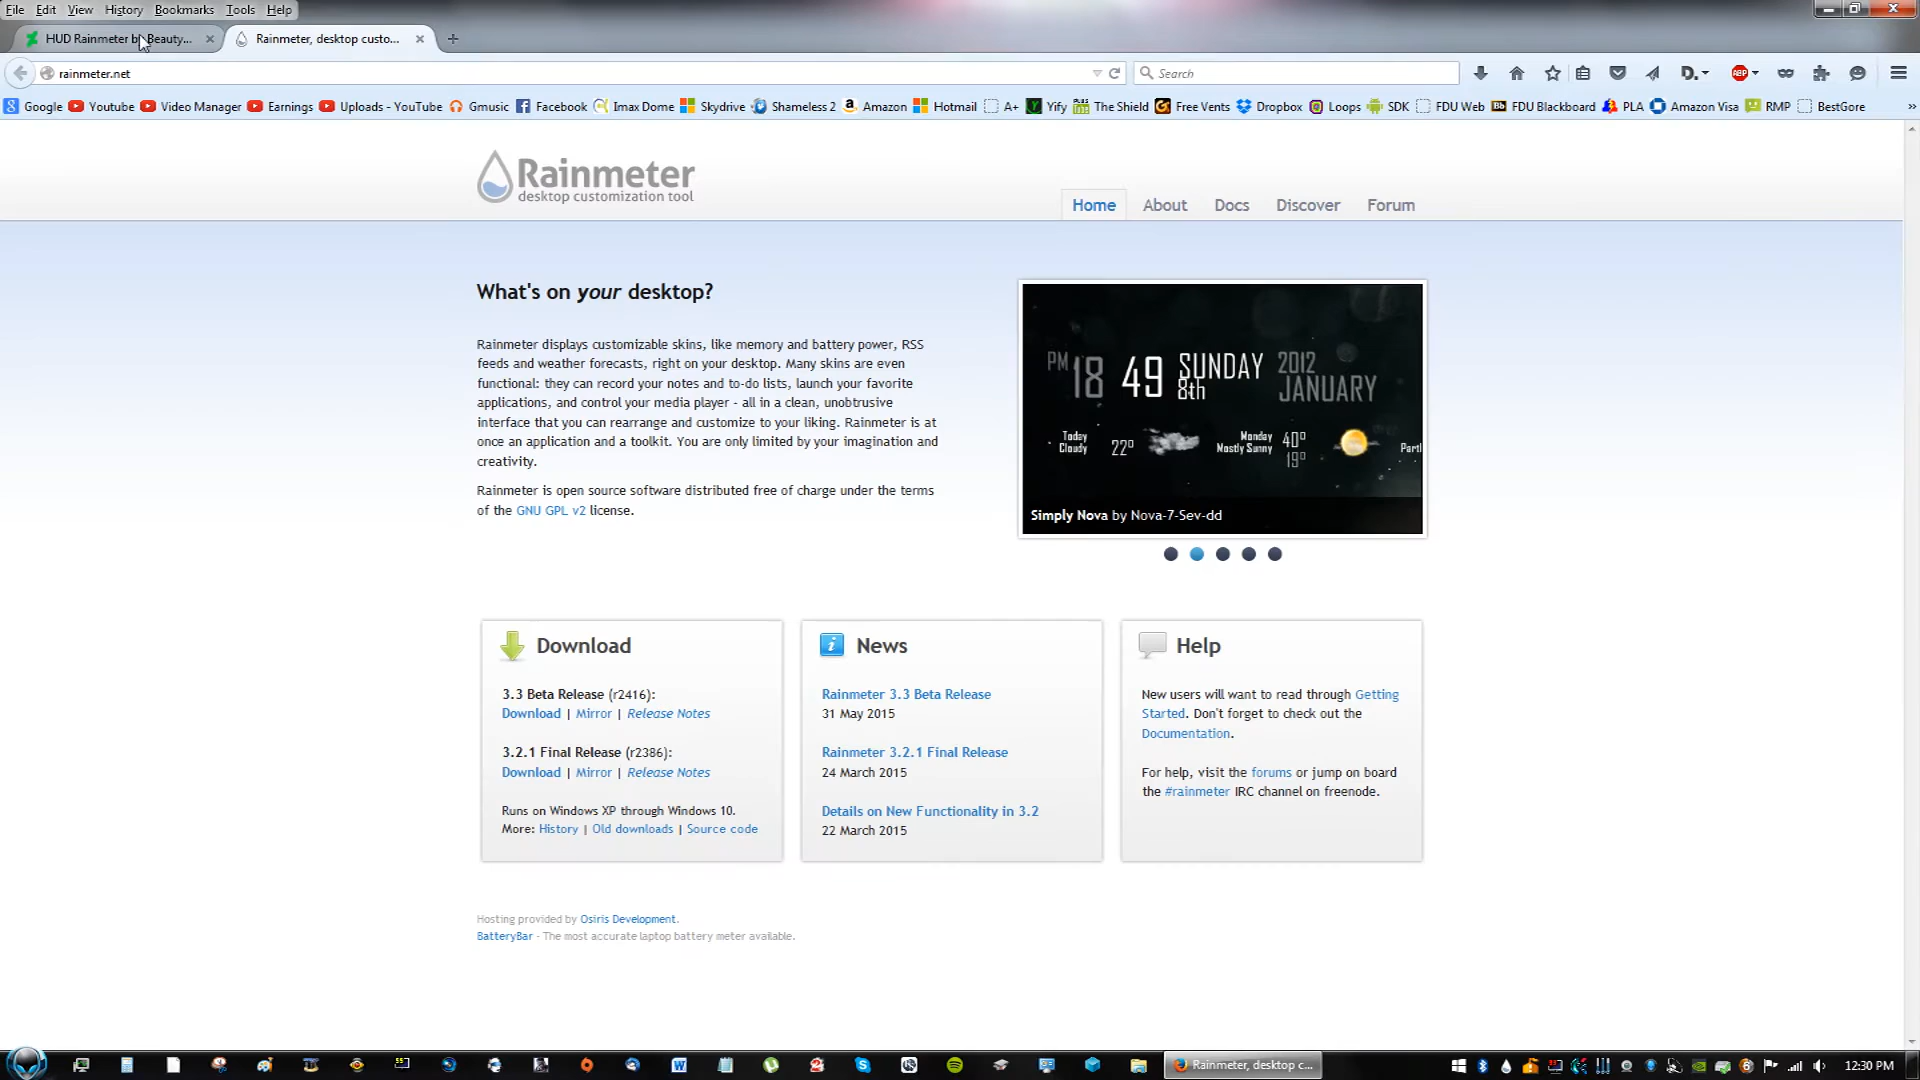 File Edit View History Bookmarks Tools Help
HUD Rainmeter by Beauty...
Rainmeter, desktop custo...
rainmeter.net
Search
Google Youtube Video Manager Earnings Uploads - YouTube Gmusic Facebook Imax Dome Skydrive Shameless 2 Amazon Hotmail A+ Yify The Shield Free Vents Dropbox Loops SDK FDU Web FDU Blackboard PLA Amazon Visa RMP BestGore
Rainmeter
desktop customization tool
Home About Docs Discover Forum
What's on your desktop?
Rainmeter displays customizable skins, like memory and battery power, RSS
feeds and weather forecasts, right on your desktop. Many skins are even
functional: they can record your notes and to-do lists, launch your favorite
applications, and control your media player - all in a clean, unobtrusive
interface that you can rearrange and customize to your liking. Rainmeter is at
once an application and a toolkit. You are only limited by your imagination and
creativity.
Rainmeter is open source software distributed free of charge under the terms
of the GNU GPL v2 license.
PM 18 49 SUNDAY 2012
8th JANUARY
Today
Cloudy
22°
Monday
Mostly Sunny
40°
19°
Partl
Simply Nova by Nova-7-Sev-dd
Download
3.3 Beta Release (r2416):
Download | Mirror | Release Notes
3.2.1 Final Release (r2386):
Download | Mirror | Release Notes
Runs on Windows XP through Windows 10.
More: History | Old downloads | Source code
News
Rainmeter 3.3 Beta Release
31 May 2015
Rainmeter 3.2.1 Final Release
24 March 2015
Details on New Functionality in 3.2
22 March 2015
Help
New users will want to read through Getting
Started. Don't forget to check out the
Documentation.
For help, visit the forums or jump on board
the #rainmeter IRC channel on freenode.
Hosting provided by Osiris Development.
BatteryBar - The most accurate laptop battery meter available.
Rainmeter, desktop c...
12:30 PM